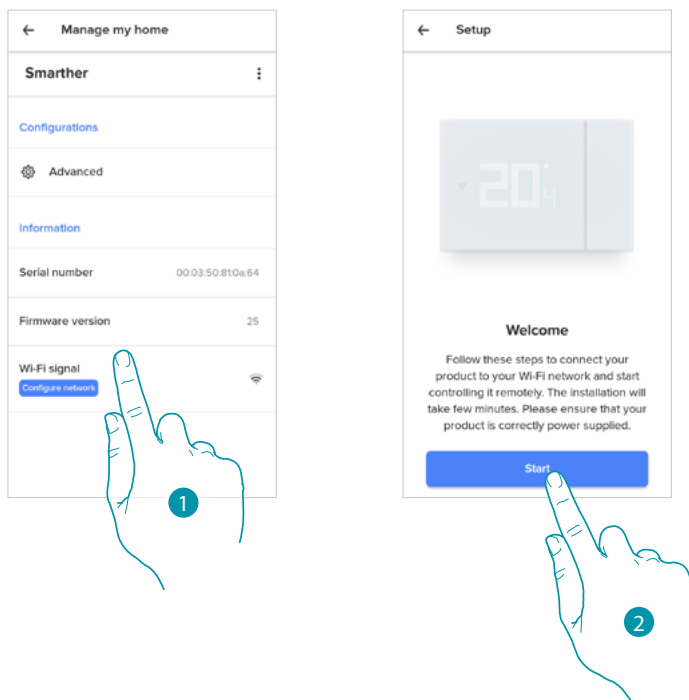 Manage my home
Smarther
Configurations
Advanced
Information
Serial number 00:03:50:81:0a:64
Firmware version 25
Wi-Fi signal
Configure network
1
Setup
20.4
Welcome
Follow these steps to connect your
product to your Wi-Fi network and start
controlling it remotely. The installation will
take few minutes. Please ensure that your
product is correctly power supplied.
Start
2